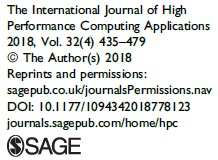 The International Journal of High
Performance Computing Applications
2018, Vol. 32(4) 435–479
© The Author(s) 2018
Reprints and permissions:
sagepub.co.uk/journalsPermissions.nav
DOI: 10.1177/1094342018778123
journals.sagepub.com/home/hpc
SAGE